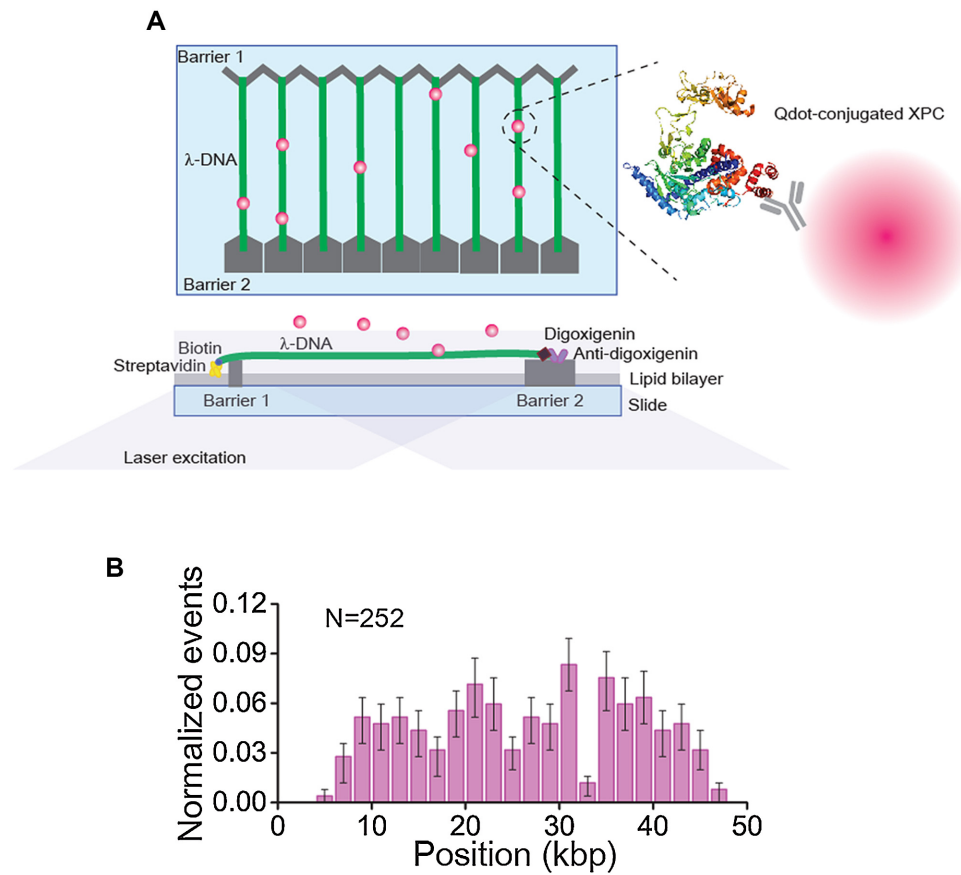 A
Barrier 1
Qdot-conjugated XPC
λ-DNA
Barrier 2
Digoxigenin
λ-DNA
Biotin
Anti-digoxigenin
Streptavidin
Lipid bilayer
Barrier 1
Barrier 2
Slide
Laser excitation
B
Normalized events
0.12
N=252
0.09
0.06
0.03
0.00
0 10 20 30 40 50
Position (kbp)